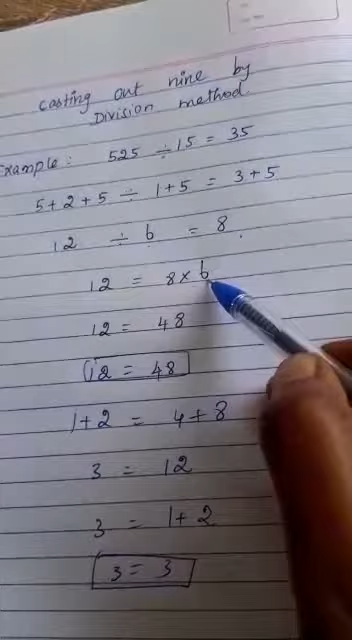 casting out nine by
Division method
Example: 525 ÷ 15 = 35
5+2+5 ÷ 1+5 = 3+5
12 ÷ 6 = 8.
12 = 8×6
12 = 48
12 = 48
1+2 = 4+8
3 = 12
3 = 1+2
3 = 3